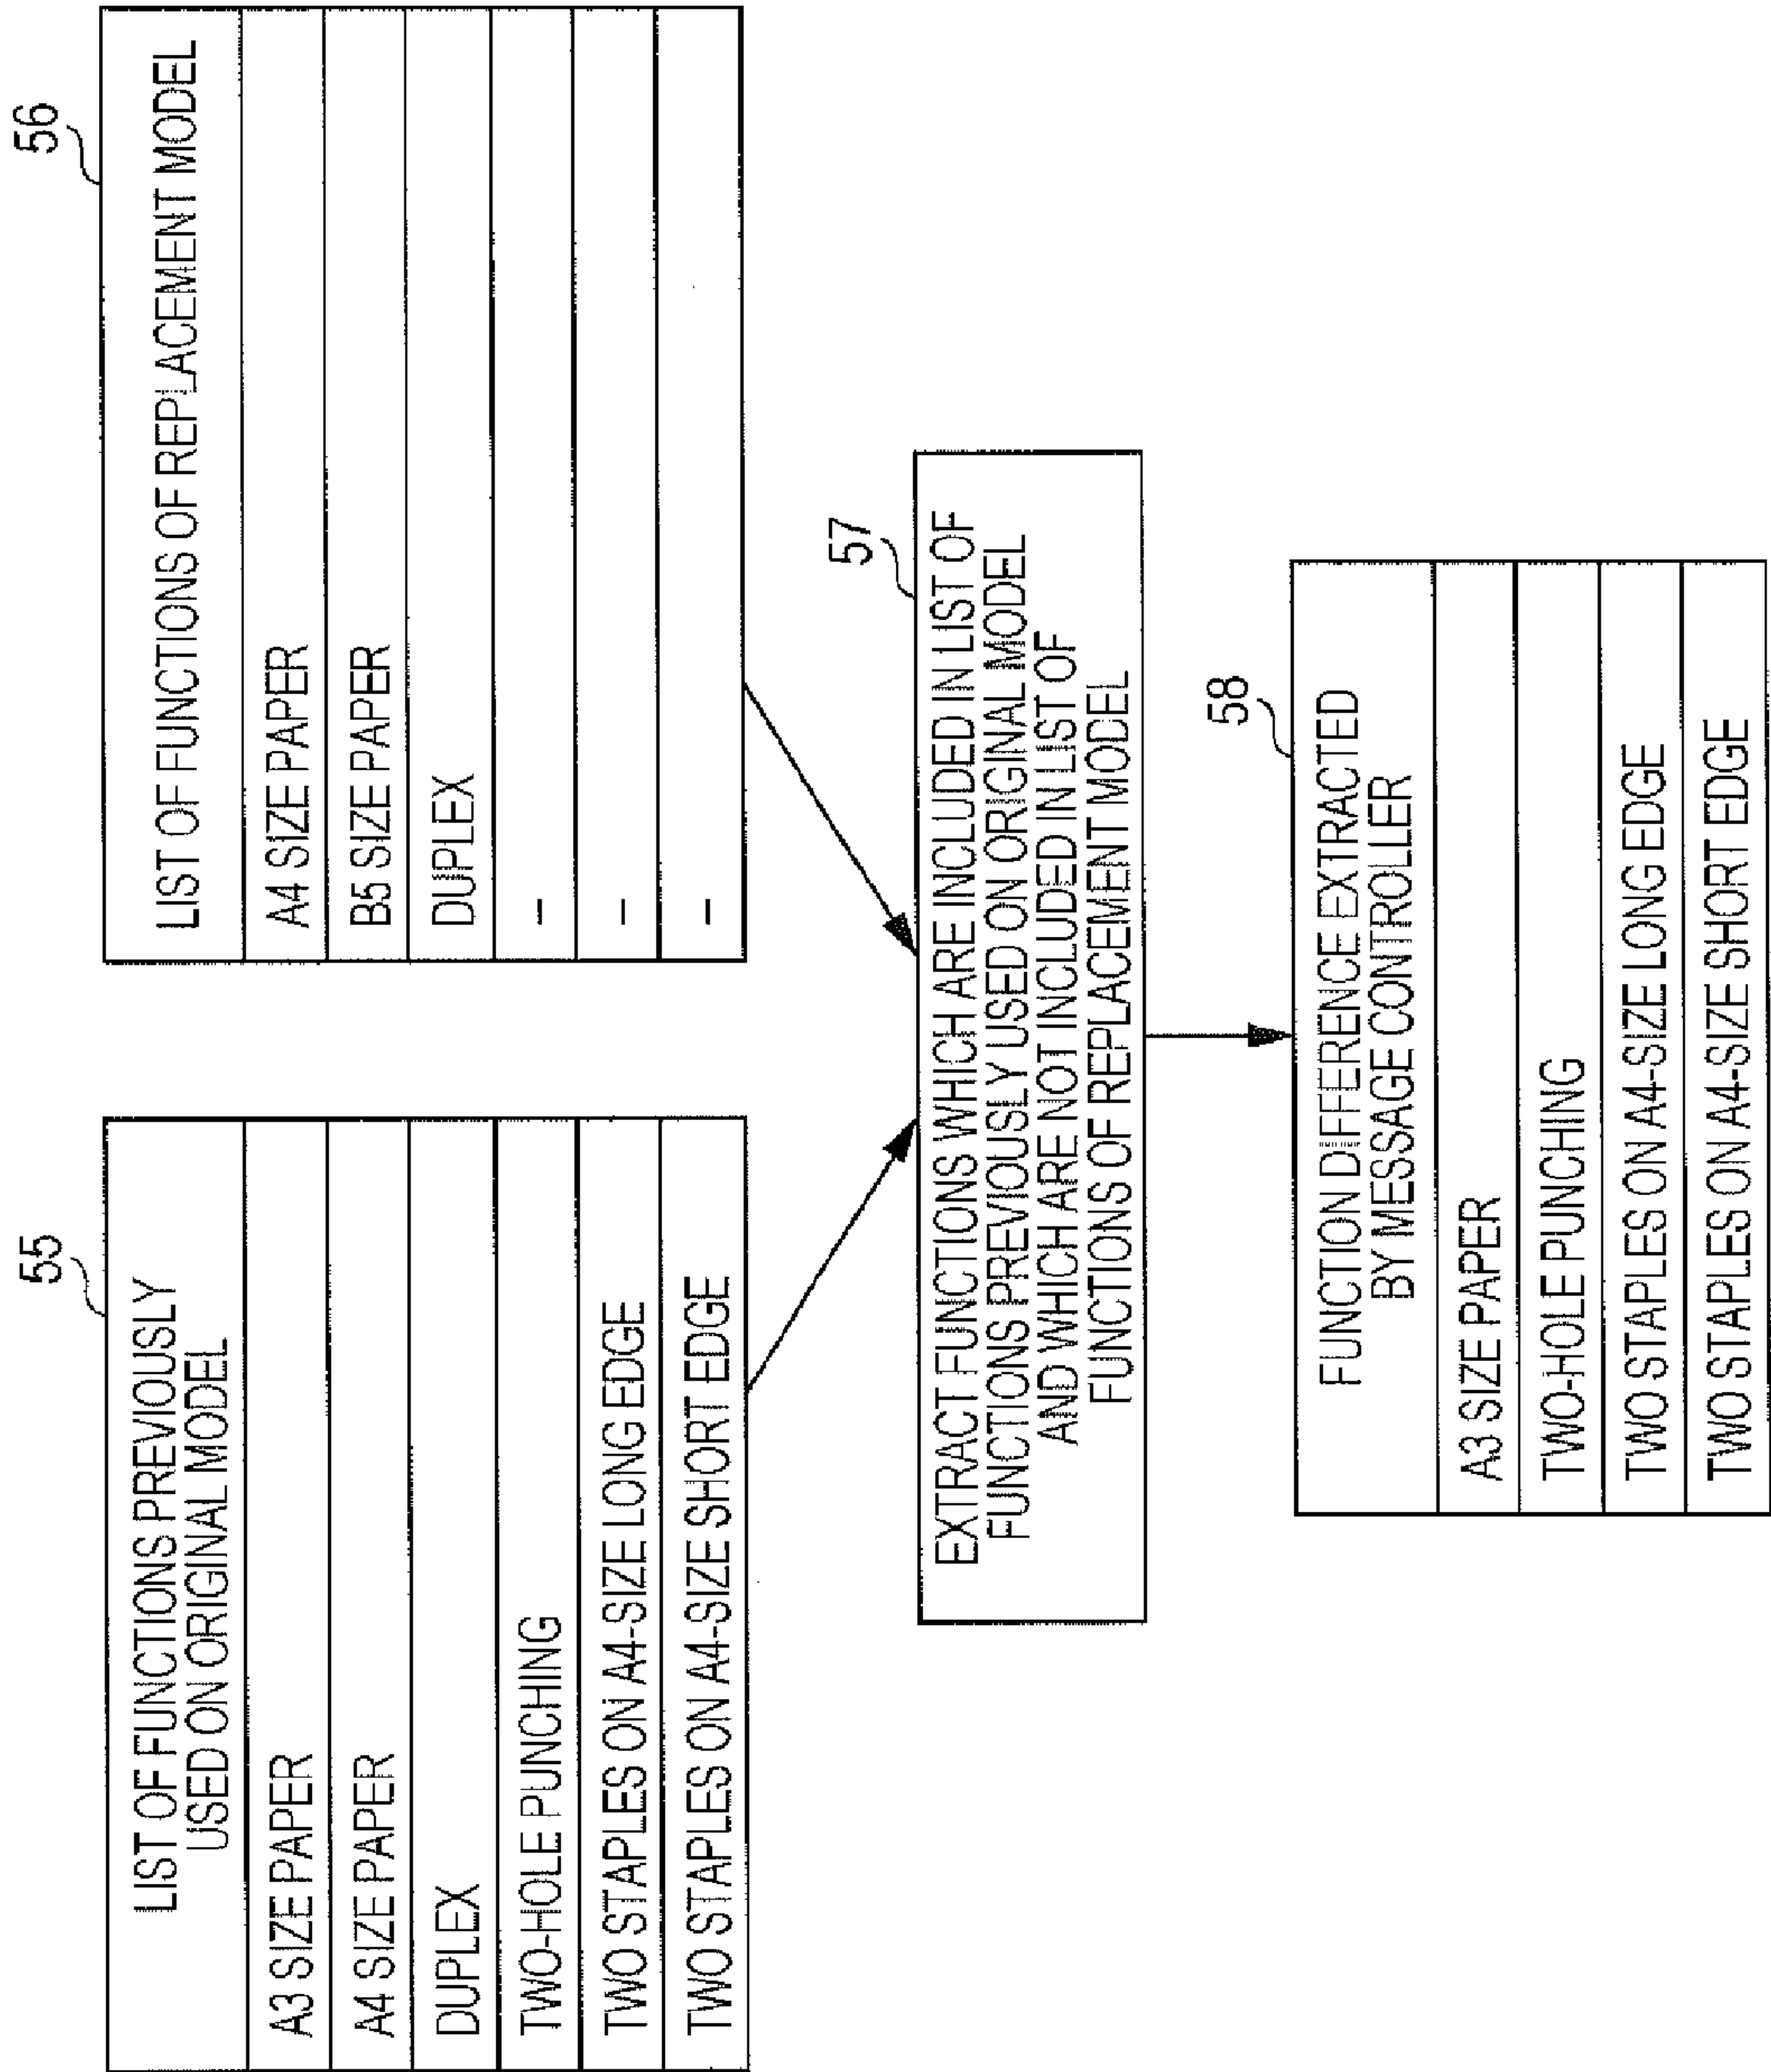 55
LIST OF FUNCTIONS PREVIOUSLY
USED ON ORIGINAL MODEL
A3 SIZE PAPER
A4 SIZE PAPER
DUPLEX
TWO-HOLE PUNCHING
TWO STAPLES ON A4-SIZE LONG EDGE
TWO STAPLES ON A4-SIZE SHORT EDGE
56
LIST OF FUNCTIONS OF REPLACEMENT MODEL
A4 SIZE PAPER
B5 SIZE PAPER
DUPLEX
–
–
–
57
EXTRACT FUNCTIONS WHICH ARE INCLUDED IN LIST OF
FUNCTIONS PREVIOUSLY USED ON ORIGINAL MODEL
AND WHICH ARE NOT INCLUDED IN LIST OF
FUNCTIONS OF REPLACEMENT MODEL
58
FUNCTION DIFFERENCE EXTRACTED
BY MESSAGE CONTROLLER
A3 SIZE PAPER
TWO-HOLE PUNCHING
TWO STAPLES ON A4-SIZE LONG EDGE
TWO STAPLES ON A4-SIZE SHORT EDGE